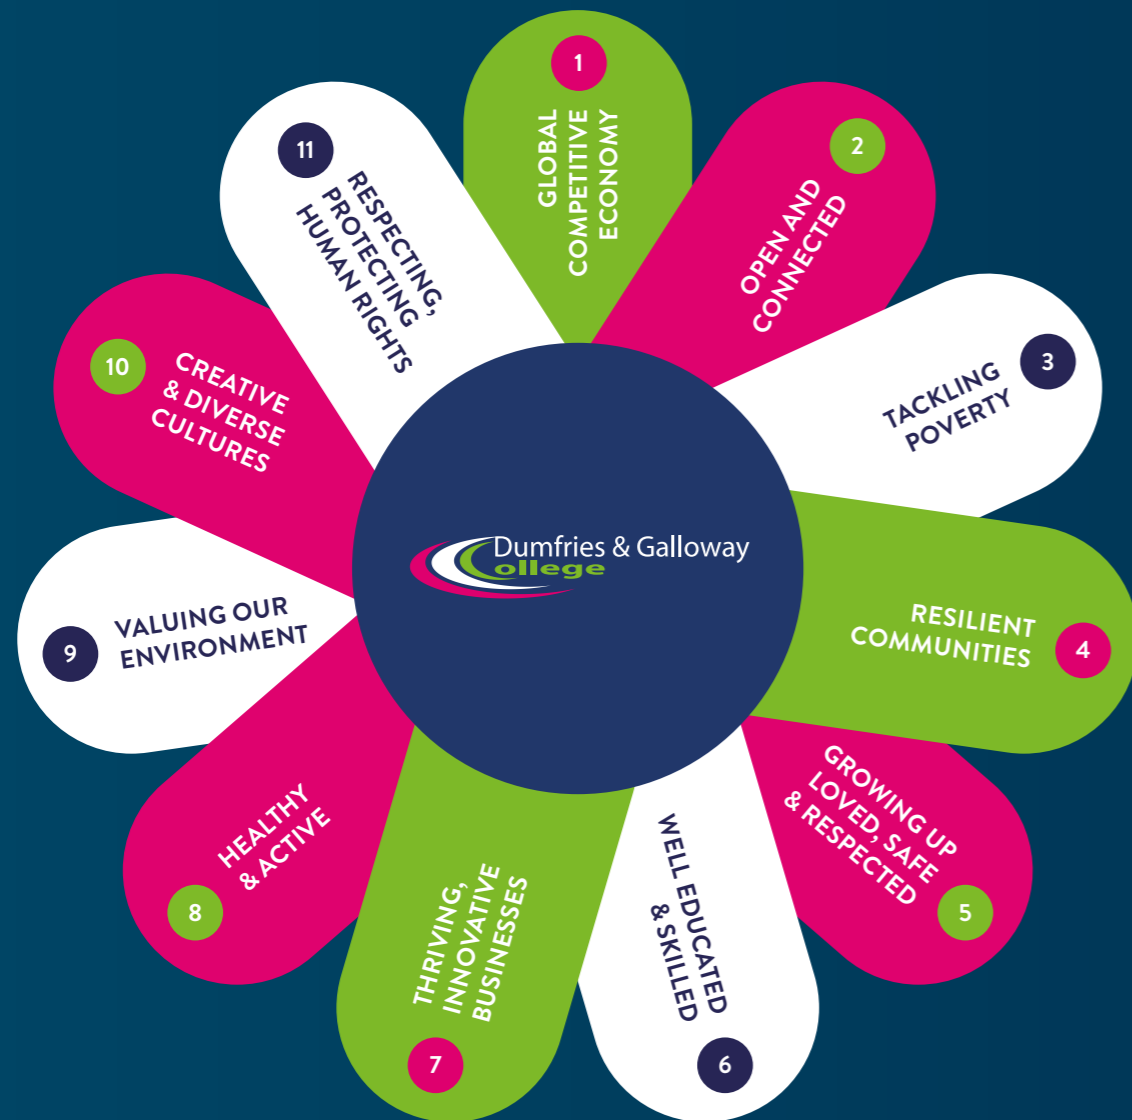 1
GLOBAL
COMPETITIVE
ECONOMY
2
OPEN AND
CONNECTED
3
TACKLING
POVERTY
4
RESILIENT
COMMUNITIES
5
GROWING UP
LOVED, SAFE
& RESPECTED
6
WELL EDUCATED
& SKILLED
7
THRIVING,
INNOVATIVE
BUSINESSES
8
HEALTHY
& ACTIVE
9
VALUING OUR
ENVIRONMENT
10
CREATIVE
& DIVERSE
CULTURES
11
RESPECTING,
PROTECTING
HUMAN RIGHTS
Dumfries & Galloway
College